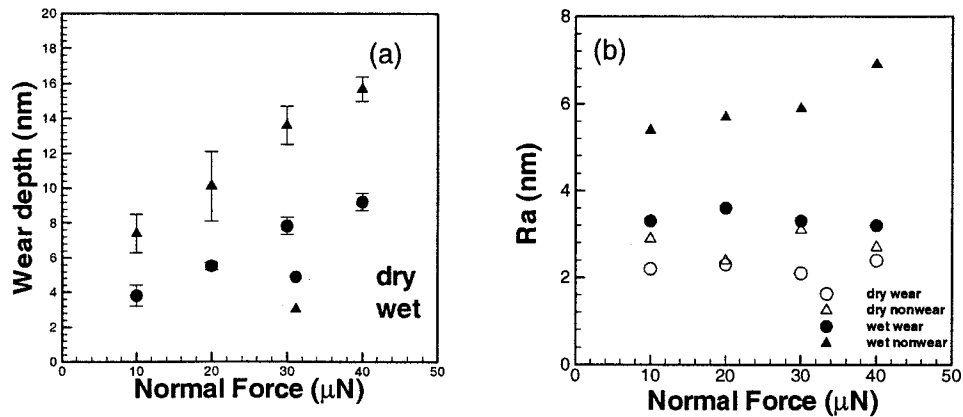 (a)
20
18
16
14
12
10
8
6
4
2
0
Wear depth (nm)
dry
wet
0 10 20 30 40 50
Normal Force (μN)
(b)
8
6
4
2
0
Ra (nm)
dry wear
dry nonwear
wet wear
wet nonwear
10 20 30 40 50
Normal Force (μN)